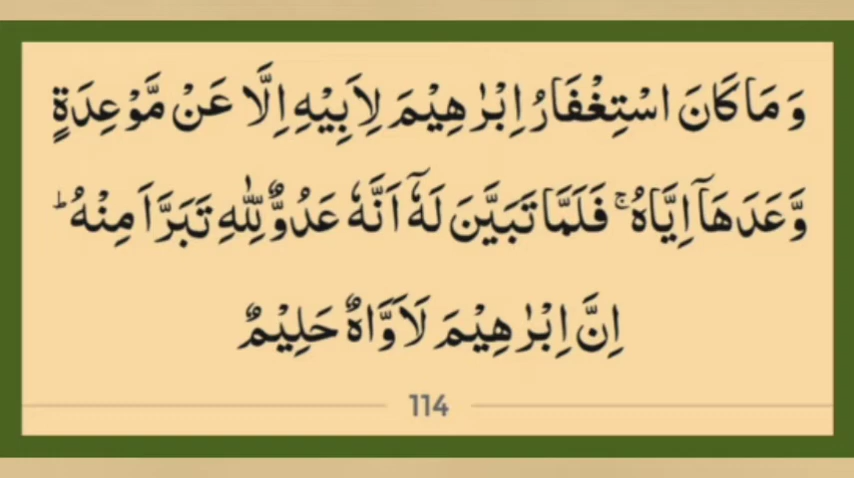 وَ مَا كَانَ اسْتِغْفَارُ اِبْرٰهِيْمَ لِاَبِيْهِ اِلَّا عَنْ مَّوْعِدَةٍ
وَّعَدَهَاۤ اِيَّاهُ ۚ فَلَمَّا تَبَيَّنَ لَهٗۤ اَنَّهٗ عَدُوٌّ لِّلّٰهِ تَبَرَّاَ مِنْهُ ؕ
اِنَّ اِبْرٰهِيْمَ لَاَوَّاهٌ حَلِيْمٌ
114